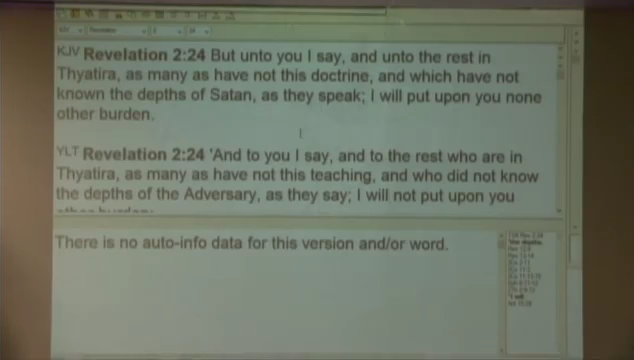 KJV Revelation 2:24 But unto you I say, and unto the rest in
Thyatira, as many as have not this doctrine, and which have not
known the depths of Satan, as they speak; I will put upon you none
other burden.
YLT Revelation 2:24 'And to you I say, and to the rest who are in
Thyatira, as many as have not this teaching, and who did not know
the depths of the Adversary, as they say; I will not put upon you
There is no auto-info data for this version and/or word.